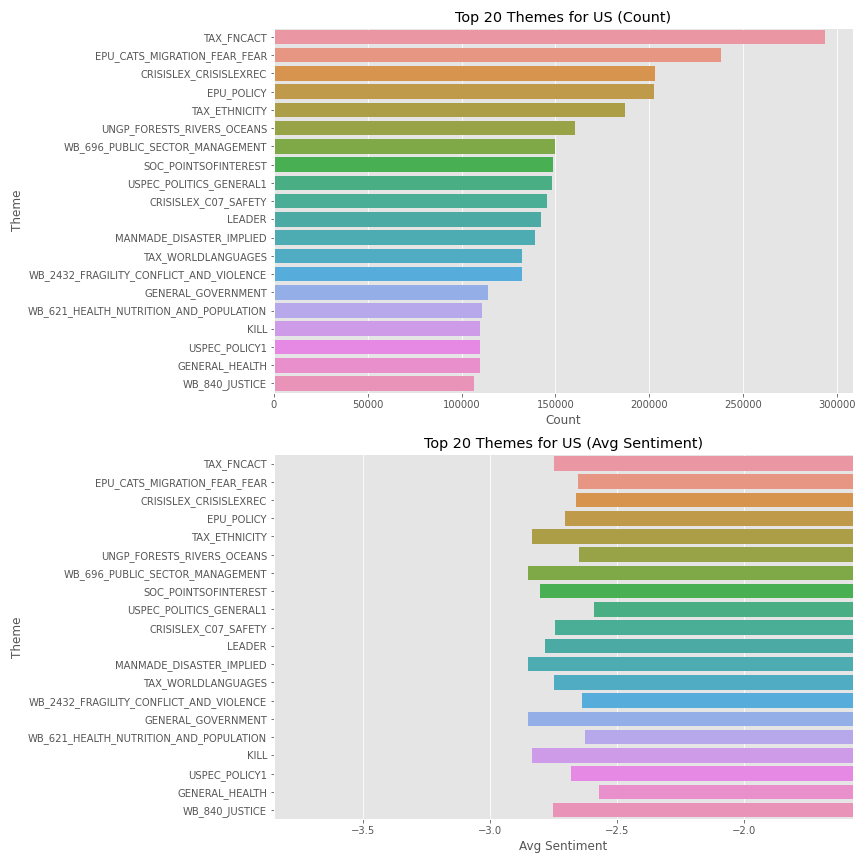 Top 20 Themes for US (Count)
TAX_FNCACT
EPU_CATS_MIGRATION_FEAR_FEAR
CRISISLEX_CRISISLEXREC
EPU_POLICY
TAX_ETHNICITY
UNGP_FORESTS_RIVERS_OCEANS
WB_696_PUBLIC_SECTOR_MANAGEMENT
SOC_POINTSOFINTEREST
USPEC_POLITICS_GENERAL1
CRISISLEX_C07_SAFETY
LEADER
MANMADE_DISASTER_IMPLIED
TAX_WORLDLANGUAGES
WB_2432_FRAGILITY_CONFLICT_AND_VIOLENCE
GENERAL_GOVERNMENT
WB_621_HEALTH_NUTRITION_AND_POPULATION
KILL
USPEC_POLICY1
GENERAL_HEALTH
WB_840_JUSTICE
Theme
0 50000 100000 150000 200000 250000 300000
Count
Top 20 Themes for US (Avg Sentiment)
TAX_FNCACT
EPU_CATS_MIGRATION_FEAR_FEAR
CRISISLEX_CRISISLEXREC
EPU_POLICY
TAX_ETHNICITY
UNGP_FORESTS_RIVERS_OCEANS
WB_696_PUBLIC_SECTOR_MANAGEMENT
SOC_POINTSOFINTEREST
USPEC_POLITICS_GENERAL1
CRISISLEX_C07_SAFETY
LEADER
MANMADE_DISASTER_IMPLIED
TAX_WORLDLANGUAGES
WB_2432_FRAGILITY_CONFLICT_AND_VIOLENCE
GENERAL_GOVERNMENT
WB_621_HEALTH_NUTRITION_AND_POPULATION
KILL
USPEC_POLICY1
GENERAL_HEALTH
WB_840_JUSTICE
Theme
−3.5 −3.0 −2.5 −2.0
Avg Sentiment